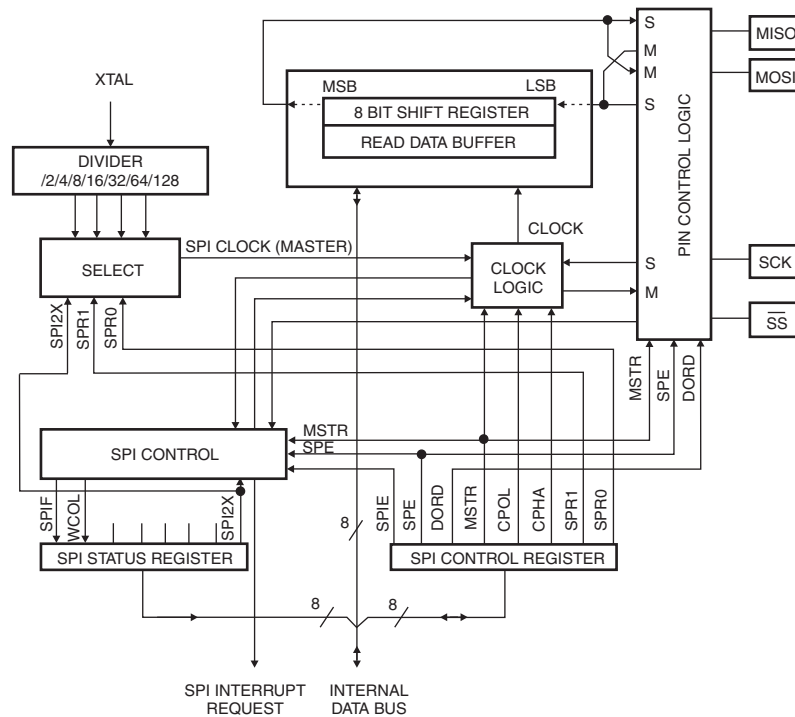 XTAL
DIVIDER
/2/4/8/16/32/64/128
SELECT
SPI2X
SPR1
SPR0
SPI CLOCK (MASTER)
MSB
LSB
8 BIT SHIFT REGISTER
READ DATA BUFFER
CLOCK
CLOCK
LOGIC
S
M
M
S
S
M
PIN CONTROL LOGIC
MISO
MOSI
SCK
SS
MSTR
SPE
DORD
SPI CONTROL
MSTR
SPE
SPIF
WCOL
SPI2X
SPI STATUS REGISTER
SPIE
SPE
DORD
MSTR
CPOL
CPHA
SPR1
SPR0
SPI CONTROL REGISTER
8
8
8
SPI INTERRUPT
REQUEST
INTERNAL
DATA BUS